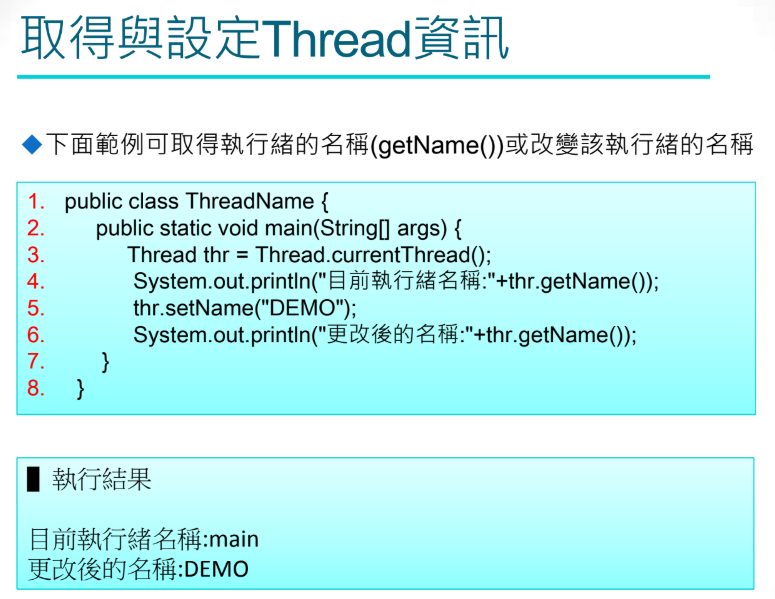 取得與設定Thread資訊
◆下面範例可取得執行緒的名稱(getName())或改變該執行緒的名稱
1. public class ThreadName {
2. public static void main(String[] args) {
3. Thread thr = Thread.currentThread();
4. System.out.println("目前執行緒名稱:"+thr.getName());
5. thr.setName("DEMO");
6. System.out.println("更改後的名稱:"+thr.getName());
7. }
8. }
執行結果
目前執行緒名稱:main
更改後的名稱:DEMO